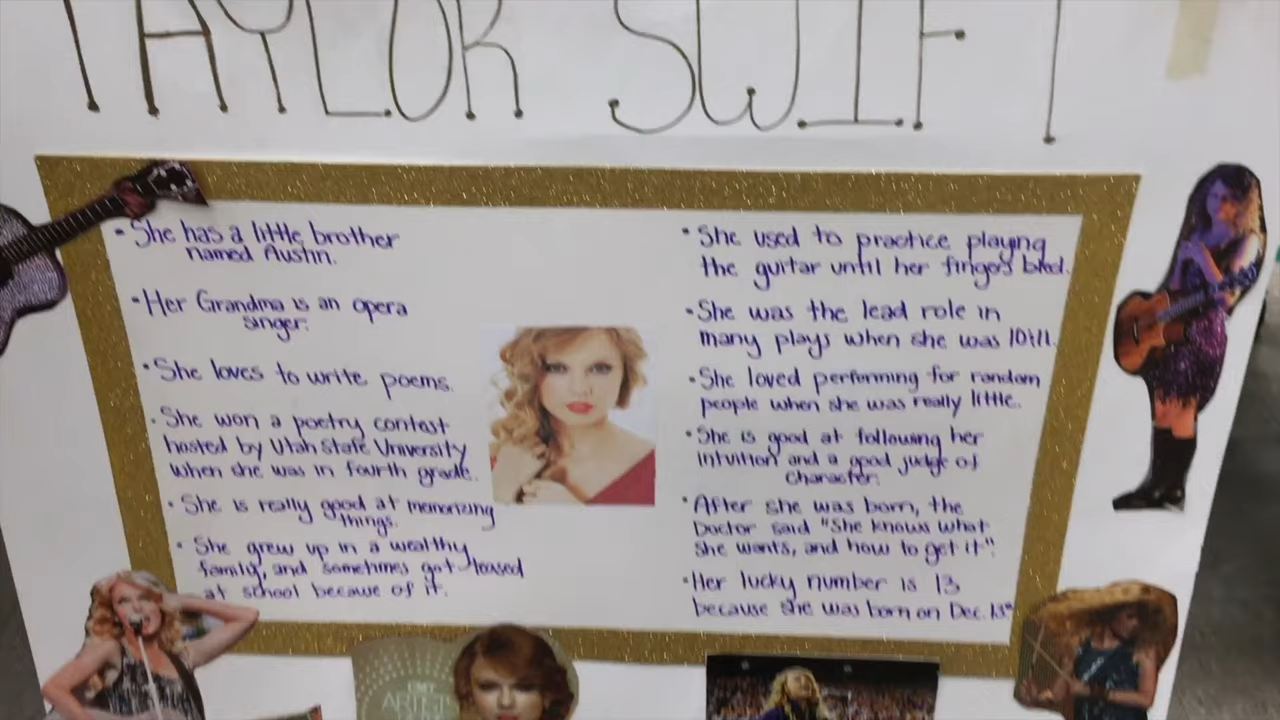 TAYLOR SWIFT
• She has a little brother
named Austin.
• Her Grandma is an opera
singer.
• She loves to write poems.
• She won a poetry contest
hosted by Utah State University
when she was in fourth grade.
• She is really good at memorizing
things.
• She grew up in a wealthy
family, and sometimes got teased
at school because of it.
• She used to practice playing
the guitar until her fingers bled.
• She was the lead role in
many plays when she was 10/11.
• She loved performing for random
people when she was really little.
• She is good at following her
intuition and a good judge of
character.
• After she was born, the
Doctor said "She knows what
she wants, and how to get it".
• Her lucky number is 13
because she was born on Dec. 13th